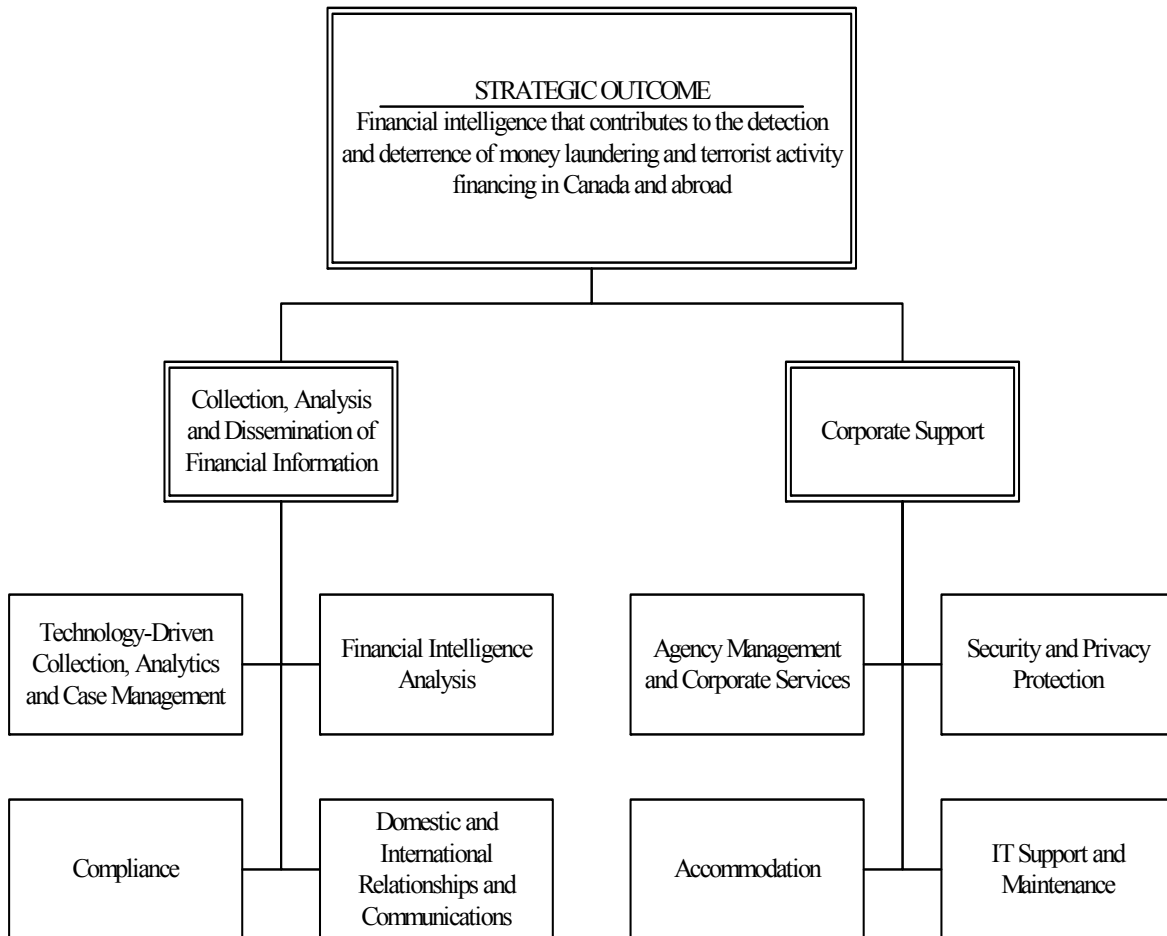 STRATEGIC OUTCOME
Financial intelligence that contributes to the detection
and deterrence of money laundering and terrorist activity
financing in Canada and abroad
Collection, Analysis
and Dissemination of
Financial Information
Corporate Support
Technology-Driven
Collection, Analytics
and Case Management
Financial Intelligence
Analysis
Agency Management
and Corporate Services
Security and Privacy
Protection
Compliance
Domestic and
International
Relationships and
Communications
Accommodation
IT Support and
Maintenance